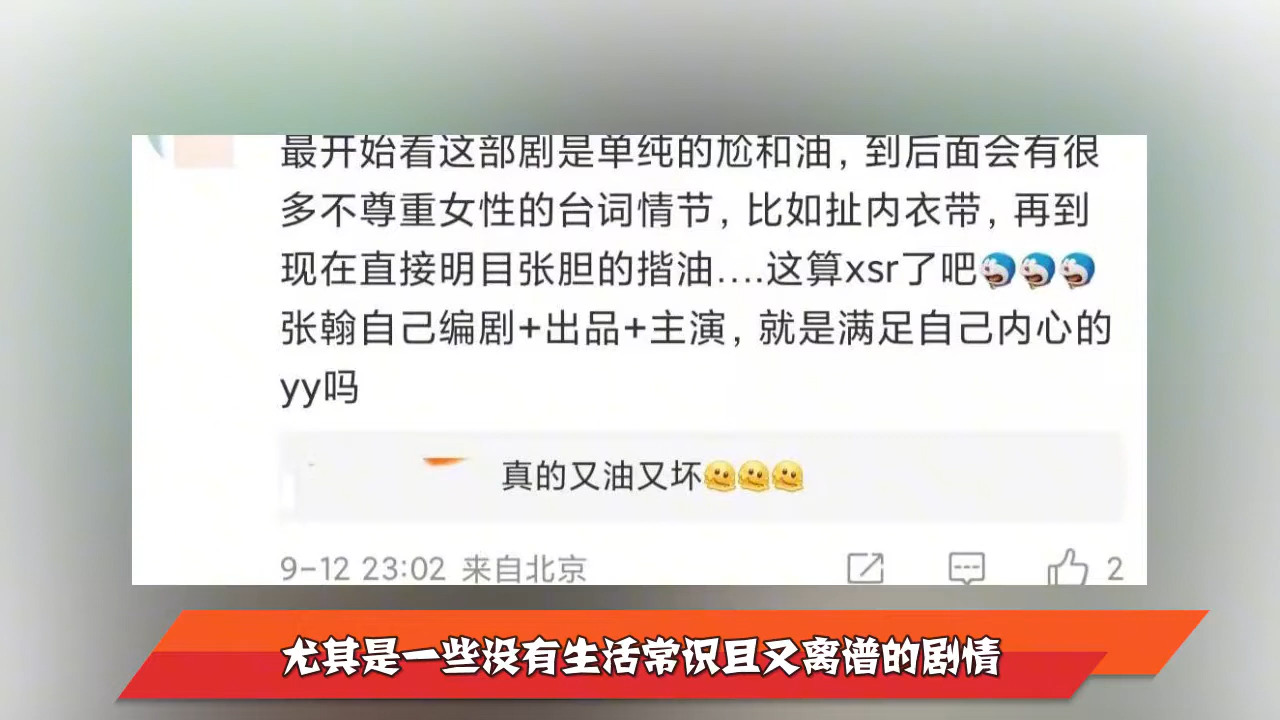 最开始看这部剧是单纯的尬和油，到后面会有很
多不尊重女性的台词情节，比如扯内衣带，再到
现在直接明目张胆的揩油....这算xsr了吧
张翰自己编剧+出品+主演，就是满足自己内心的
yy吗
真的又油又坏
9-12 23:02 来自北京
2
尤其是一些没有生活常识且又离谱的剧情